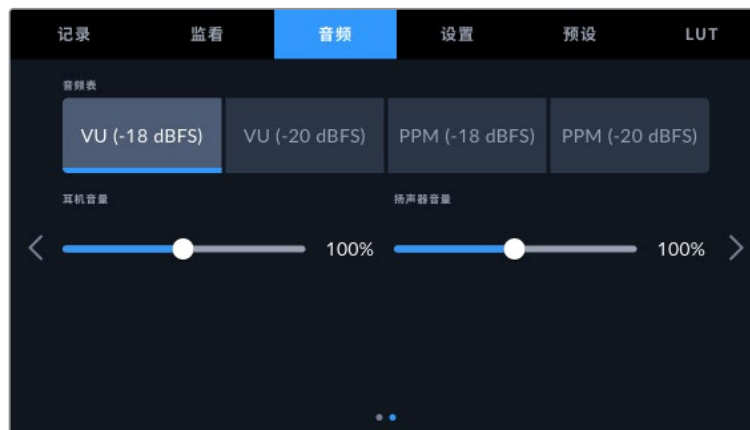 记录 监看 音频 设置 预设 LUT
音频表
VU (-18 dBFS) VU (-20 dBFS) PPM (-18 dBFS) PPM (-20 dBFS)
耳机音量 扬声器音量
100% 100%